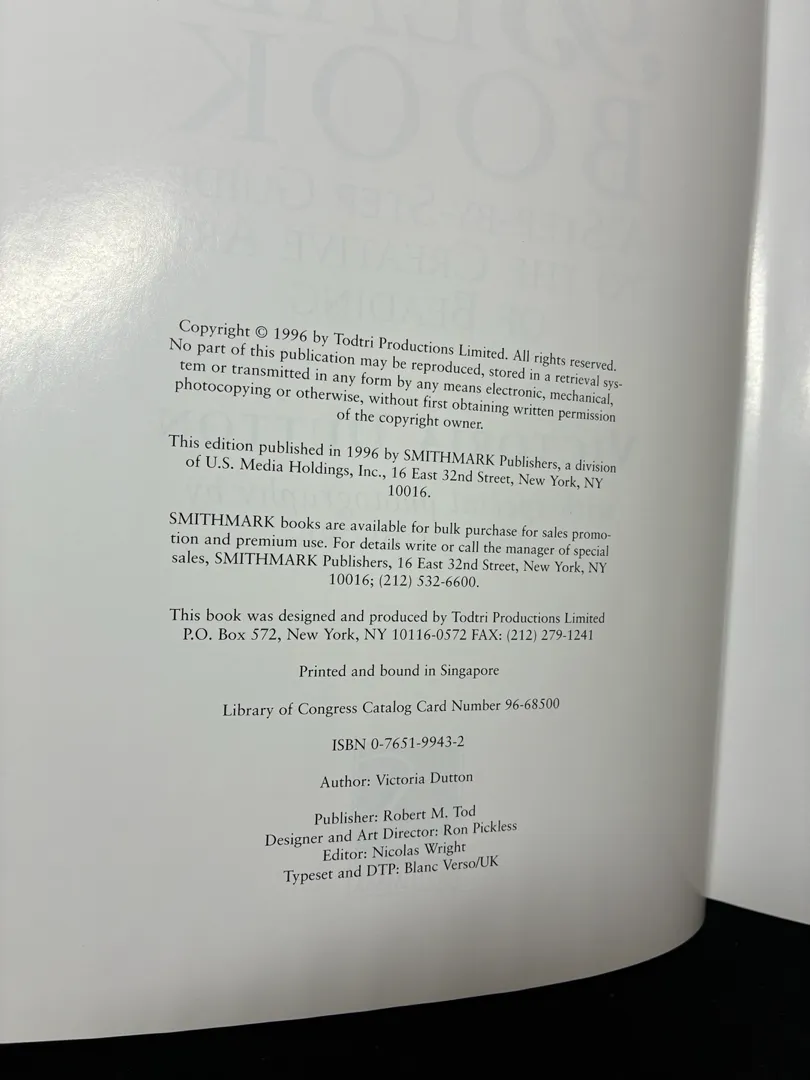 Copyright © 1996 by Todtri Productions Limited. All rights reserved.
No part of this publication may be reproduced, stored in a retrieval sys-
tem or transmitted in any form by any means electronic, mechanical,
photocopying or otherwise, without first obtaining written permission
of the copyright owner.
This edition published in 1996 by SMITHMARK Publishers, a division
of U.S. Media Holdings, Inc., 16 East 32nd Street, New York, NY
10016.
SMITHMARK books are available for bulk purchase for sales promo-
tion and premium use. For details write or call the manager of special
sales, SMITHMARK Publishers, 16 East 32nd Street, New York, NY
10016; (212) 532-6600.
This book was designed and produced by Todtri Productions Limited
P.O. Box 572, New York, NY 10116-0572 FAX: (212) 279-1241
Printed and bound in Singapore
Library of Congress Catalog Card Number 96-68500
ISBN 0-7651-9943-2
Author: Victoria Dutton
Publisher: Robert M. Tod
Designer and Art Director: Ron Pickless
Editor: Nicolas Wright
Typeset and DTP: Blanc Verso/UK